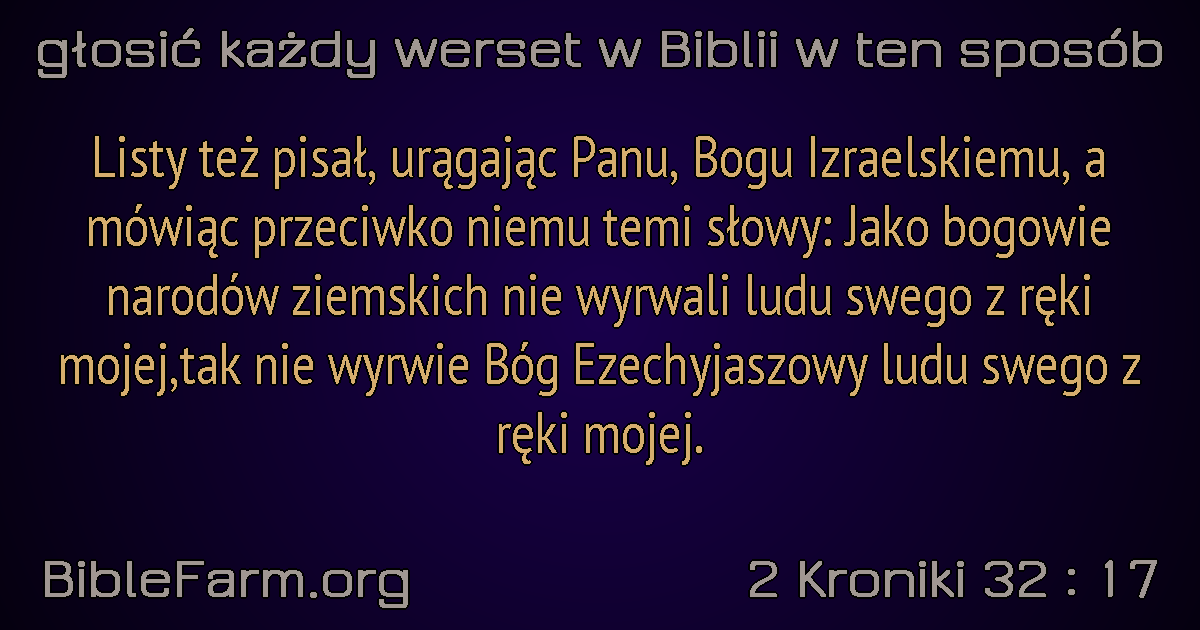 głosić każdy werset w Biblii w ten sposób
Listy też pisał, urągając Panu, Bogu Izraelskiemu, a
mówiąc przeciwko niemu temi słowy: Jako bogowie
narodów ziemskich nie wyrwali ludu swego z ręki
mojej,tak nie wyrwie Bóg Ezechyjaszowy ludu swego z
ręki mojej.
BibleFarm.org
2 Kroniki 32 : 17